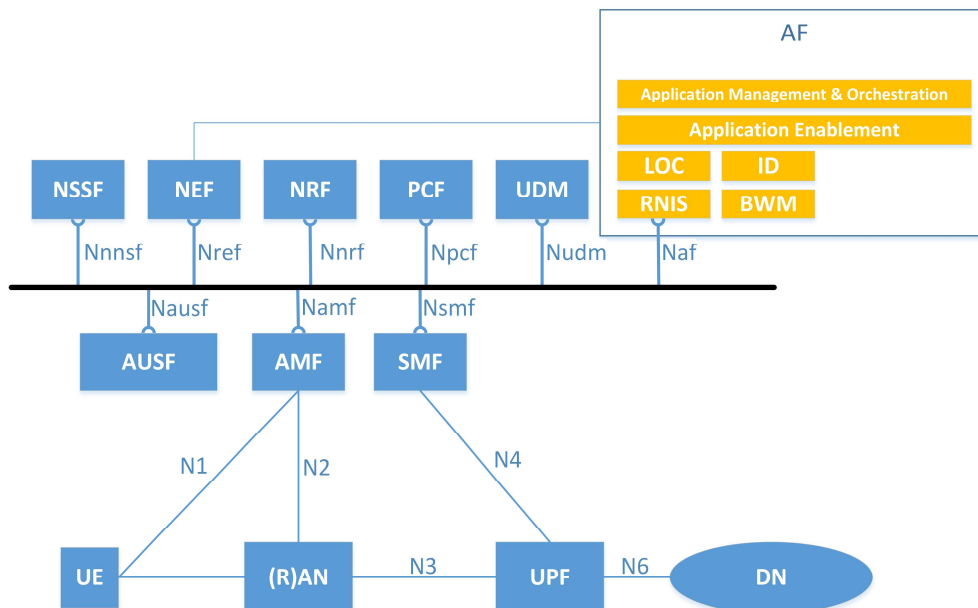 AF
Application Management & Orchestration
Application Enablement
LOC ID
RNIS BWM
NSSF NEF NRF PCF UDM
Nnnsf Nref Nnrf Npcf Nudm Naf
Nausf Namf Nsmf
AUSF AMF SMF
N1 N2 N4
UE (R)AN N3 UPF N6 DN